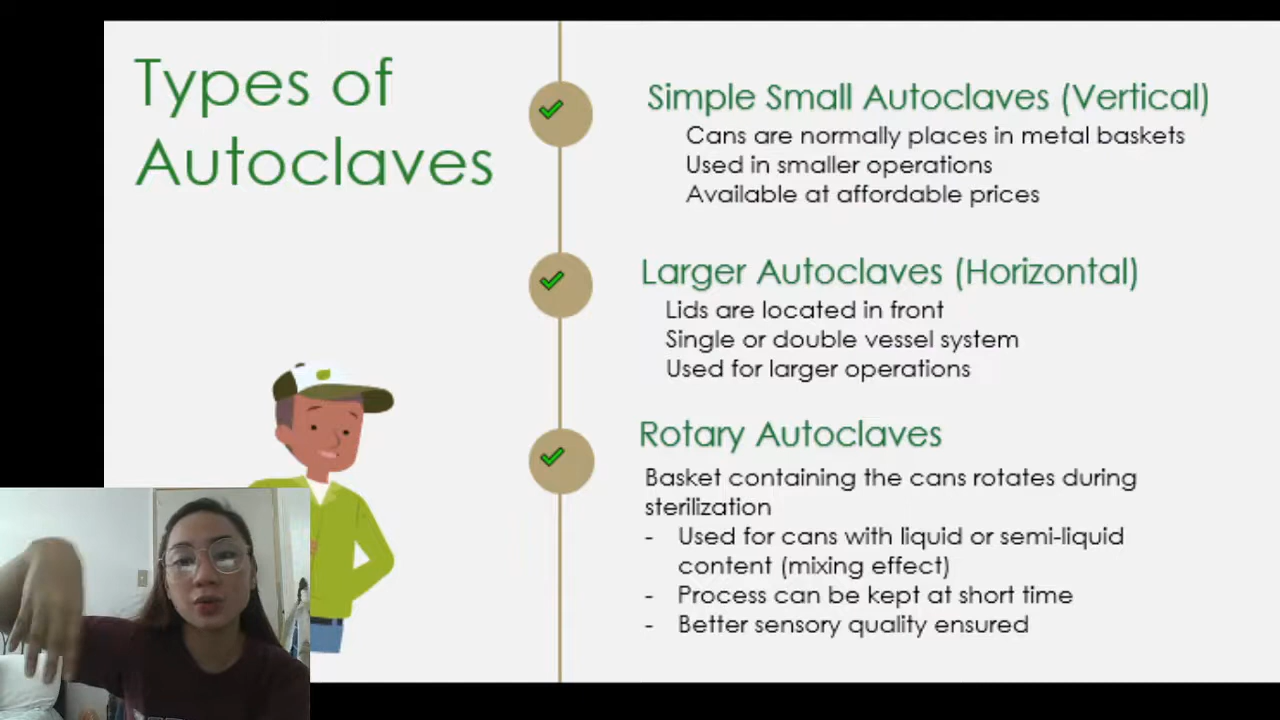 Types of
Autoclaves
Simple Small Autoclaves (Vertical)
Cans are normally places in metal baskets
Used in smaller operations
Available at affordable prices
Larger Autoclaves (Horizontal)
Lids are located in front
Single or double vessel system
Used for larger operations
Rotary Autoclaves
Basket containing the cans rotates during
sterilization
- Used for cans with liquid or semi-liquid
content (mixing effect)
- Process can be kept at short time
- Better sensory quality ensured